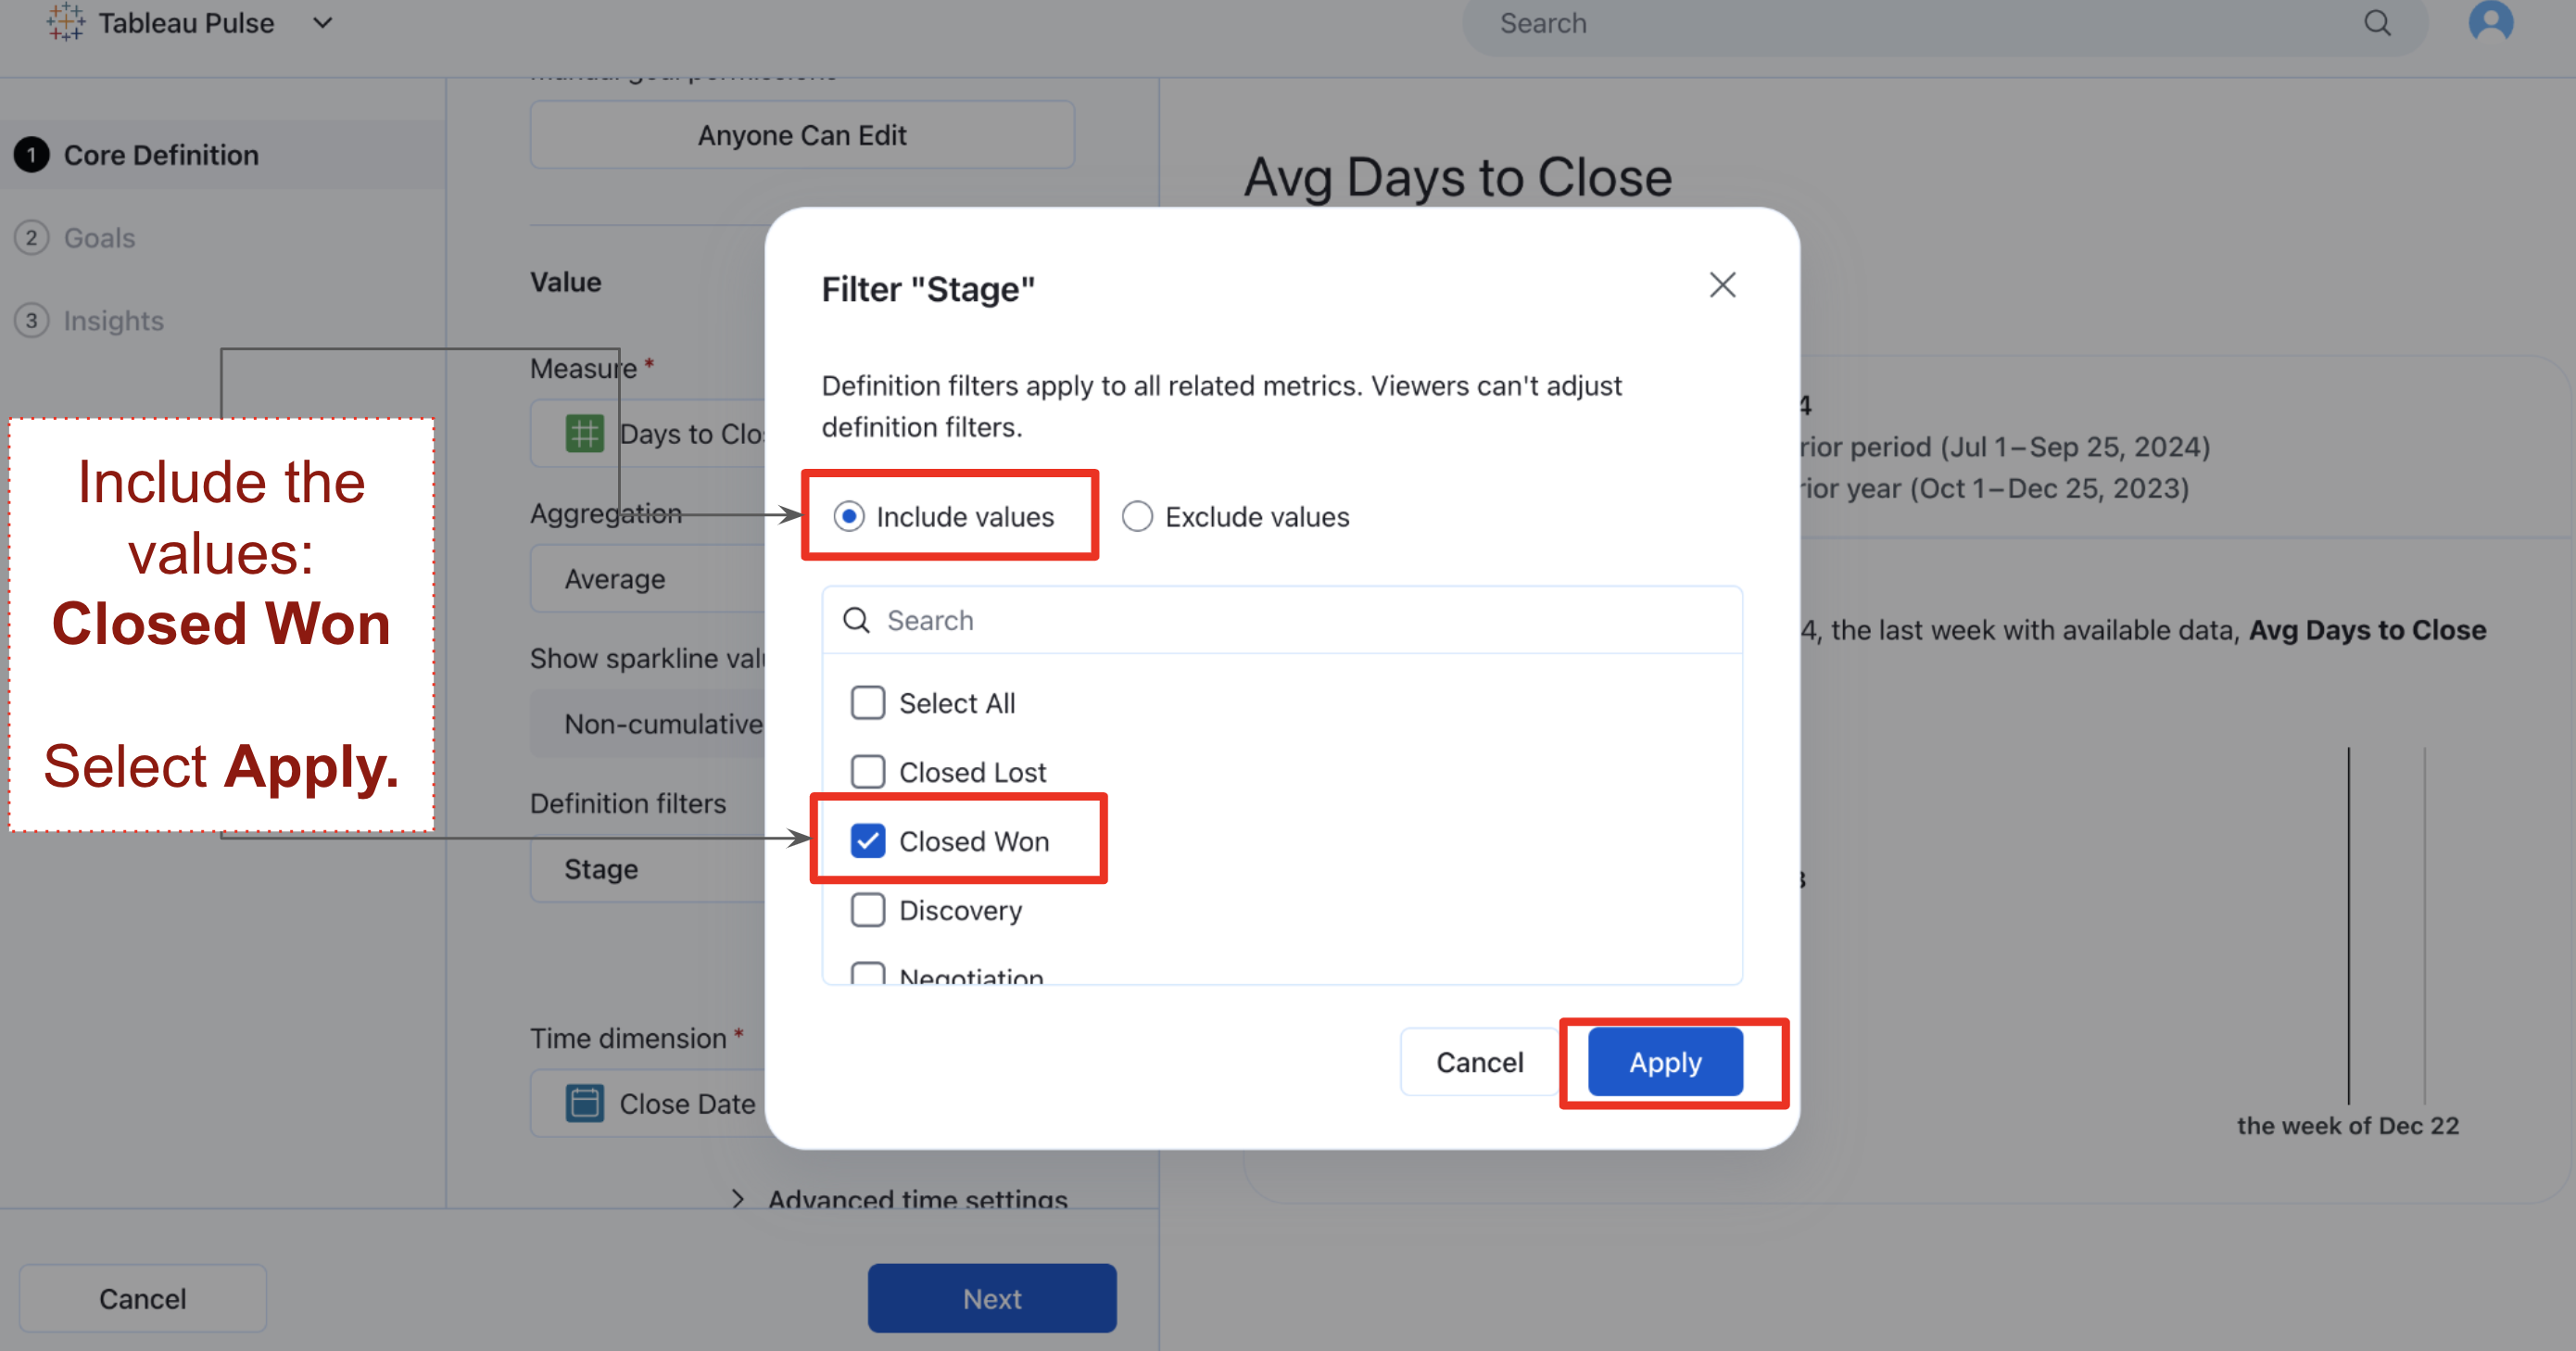 Tableau Pulse
Search
Anyone Can Edit
1 Core Definition
2 Goals
3 Insights
Include the
values:
Closed Won
Select Apply.
Value
Measure *
Days to Clo
Aggregation
Average
Show sparkline val
Non-cumulative
Definition filters
Stage
Time dimension *
Close Date
Advanced time settings
Cancel
Next
Filter "Stage"
Definition filters apply to all related metrics. Viewers can't adjust
definition filters.
Include values
Exclude values
Search
Select All
Closed Lost
Closed Won
Discovery
Negotiation
Cancel
Apply
Avg Days to Close
4
rior period (Jul 1–Sep 25, 2024)
rior year (Oct 1–Dec 25, 2023)
4, the last week with available data, Avg Days to Close
the week of Dec 22